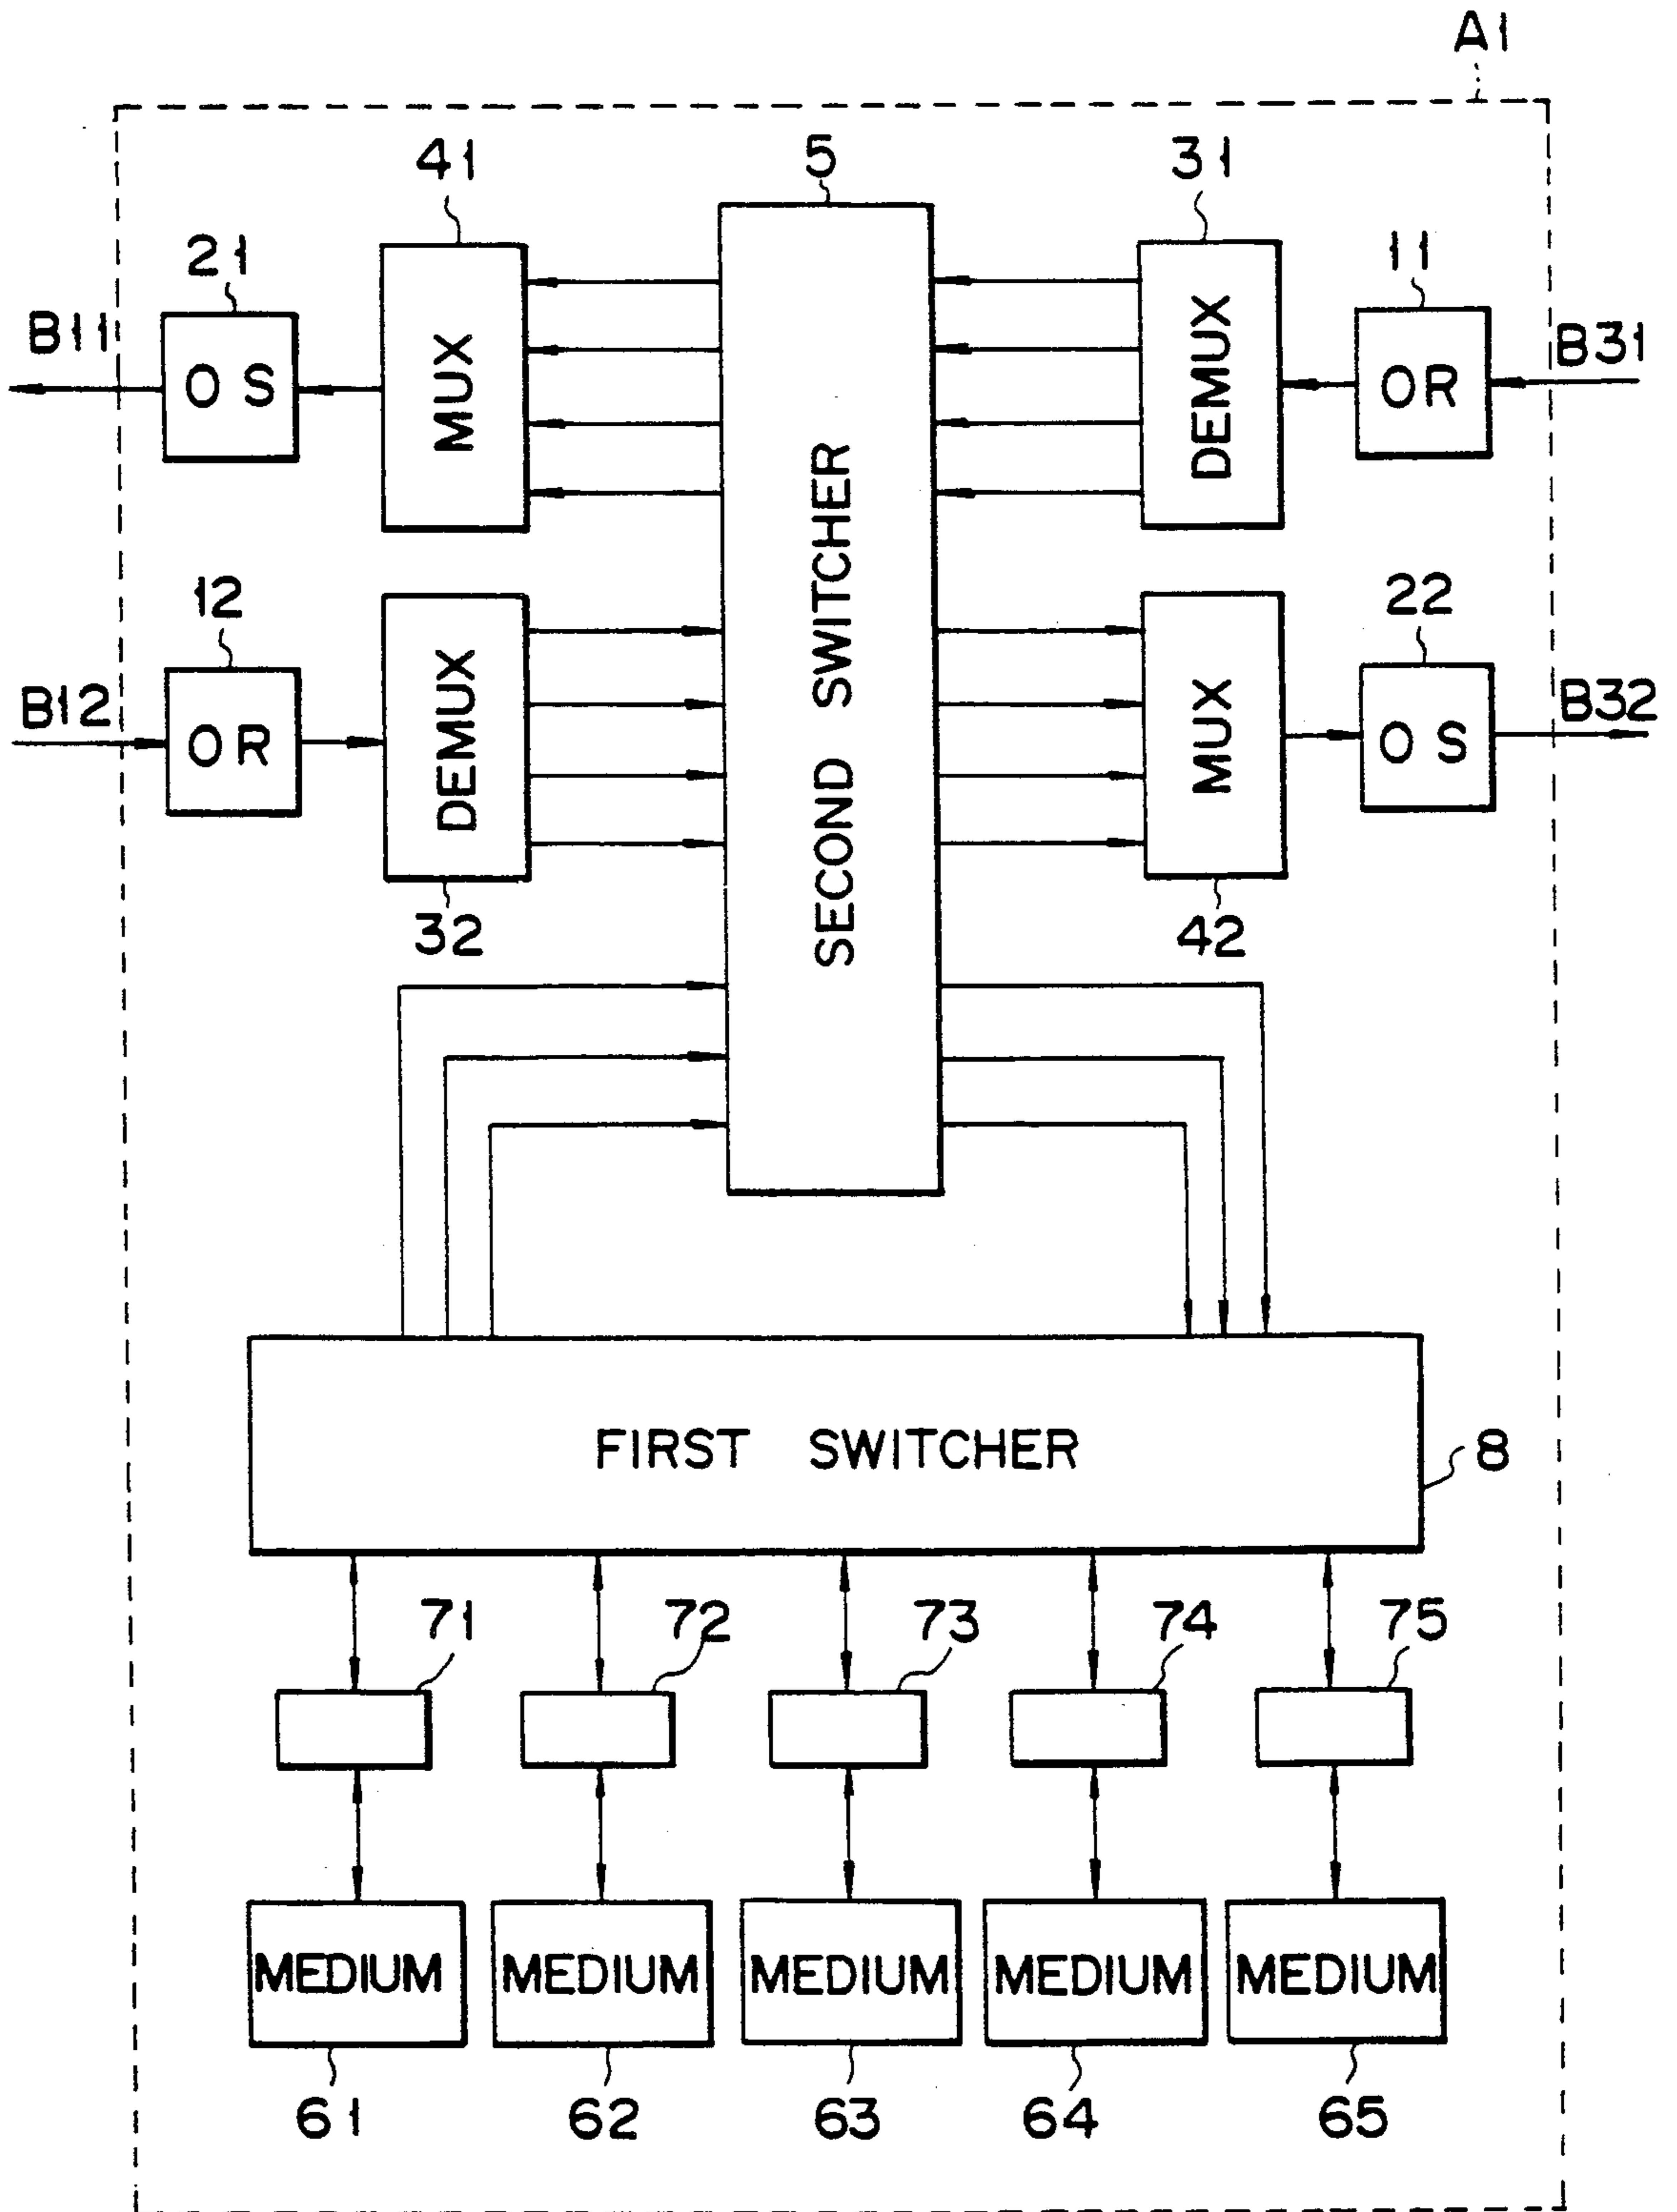 A1
41
5
31
21
11
B11
OS
MUX
DEMUX
OR
B31
SECOND SWITCHER
12
22
B12
OR
DEMUX
MUX
OS
B32
32
42
FIRST SWITCHER
8
71
72
73
74
75
MEDIUM
MEDIUM
MEDIUM
MEDIUM
MEDIUM
61
62
63
64
65